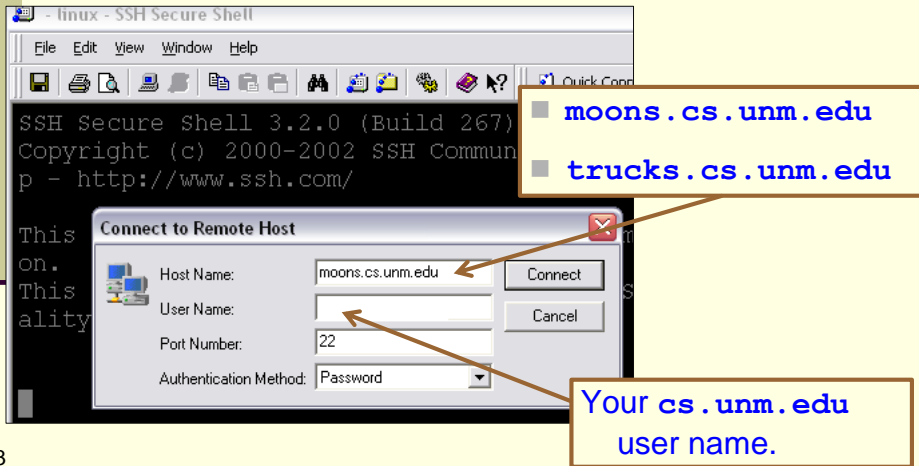 - linux - SSH Secure Shell
File Edit View Window Help
Quick Conn
SSH Secure Shell 3.2.0 (Build 267)
Copyright (c) 2000-2002 SSH Commun
p - http://www.ssh.com/
moons.cs.unm.edu
trucks.cs.unm.edu
This
on.
This
ality
Connect to Remote Host
Host Name: moons.cs.unm.edu Connect
User Name: Cancel
Port Number: 22
Authentication Method: Password
Your cs.unm.edu
user name.